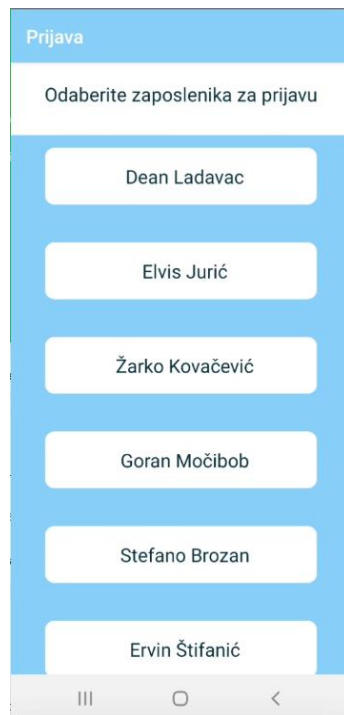 Prijava
Odaberite zaposlenika za prijavu
Dean Ladavac
Elvis Jurić
Žarko Kovačević
Goran Močibob
Stefano Brozan
Ervin Štifanić